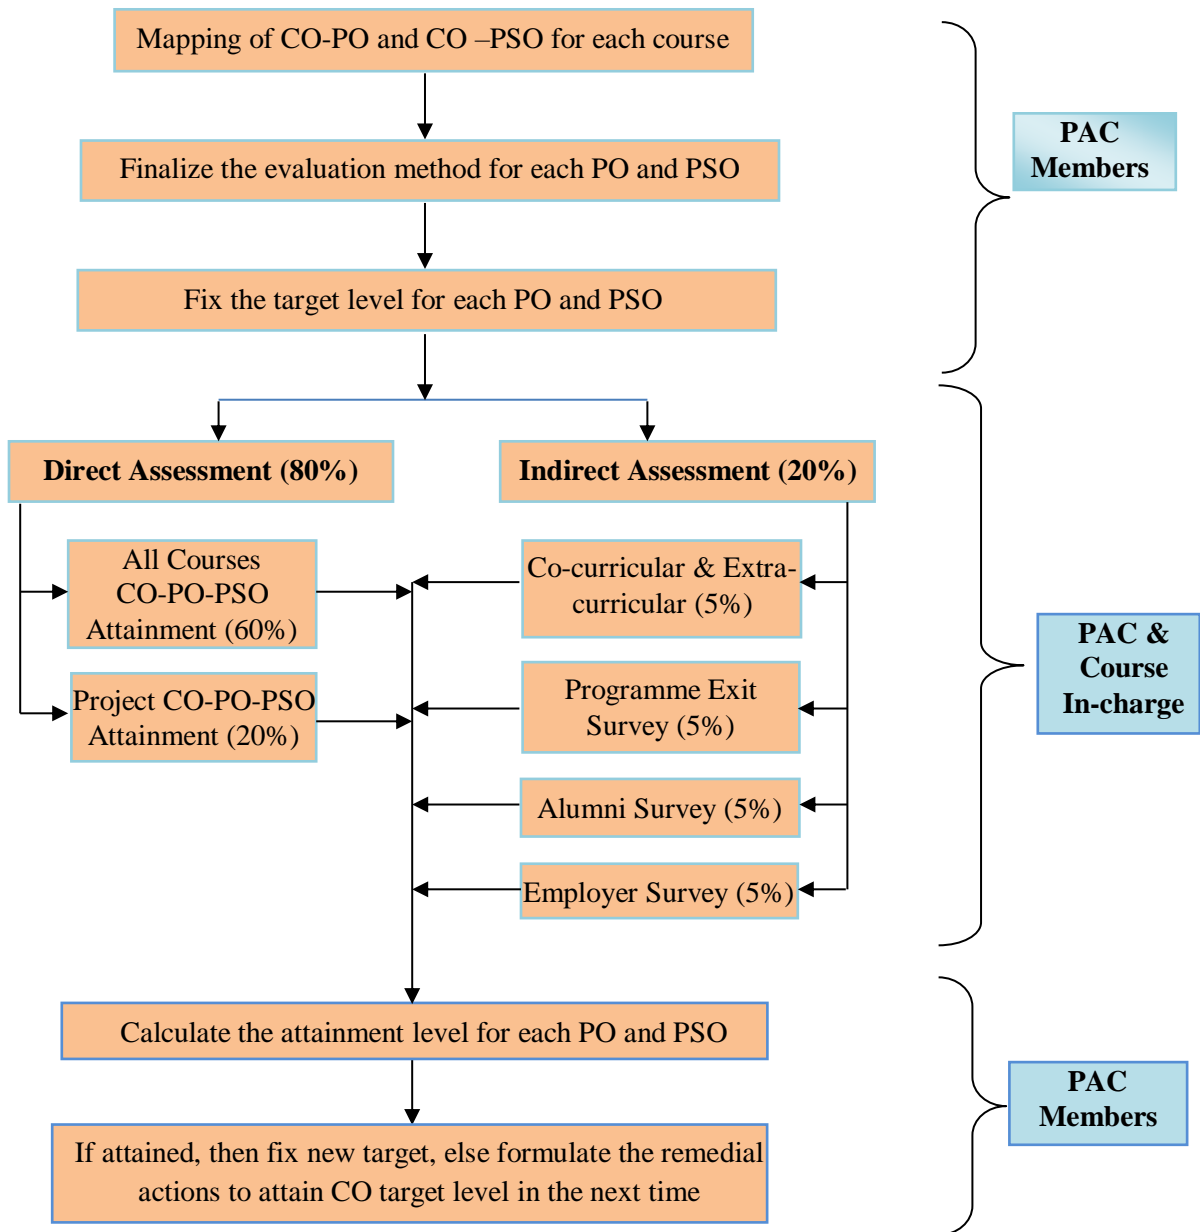 Mapping of CO-PO and CO –PSO for each course
PAC
Members
Finalize the evaluation method for each PO and PSO
Fix the target level for each PO and PSO
Direct Assessment (80%)
Indirect Assessment (20%)
All Courses
CO-PO-PSO
Attainment (60%)
Project CO-PO-PSO
Attainment (20%)
Co-curricular & Extra-
curricular (5%)
Programme Exit
Survey (5%)
Alumni Survey (5%)
Employer Survey (5%)
PAC &
Course
In-charge
Calculate the attainment level for each PO and PSO
If attained, then fix new target, else formulate the remedial
actions to attain CO target level in the next time
PAC
Members